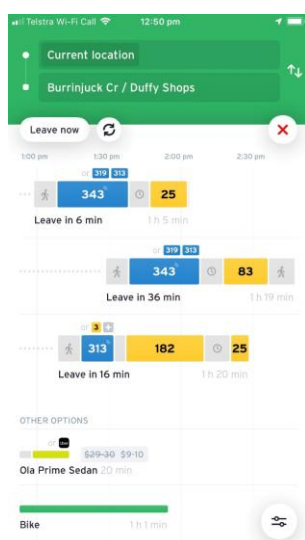 Telstra Wi-Fi Call 12:50 pm
Current location
Burrinjuck Cr / Duffy Shops
Leave now
1:00 pm 1:30 pm 2:00 pm 2:30 pm
or 319 313
343 25
Leave in 6 min 1 h 5 min
or 319 313
343 83
Leave in 36 min 1 h 19 min
or 3
313 182 25
Leave in 16 min 1 h 20 min
OTHER OPTIONS
or Uber
$29-30 $9-10
Ola Prime Sedan 20 min
Bike 1 h 1 min